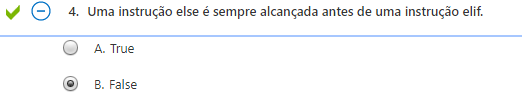 4. Uma instrução else é sempre alcançada antes de uma instrução elif.
A. True
B. False